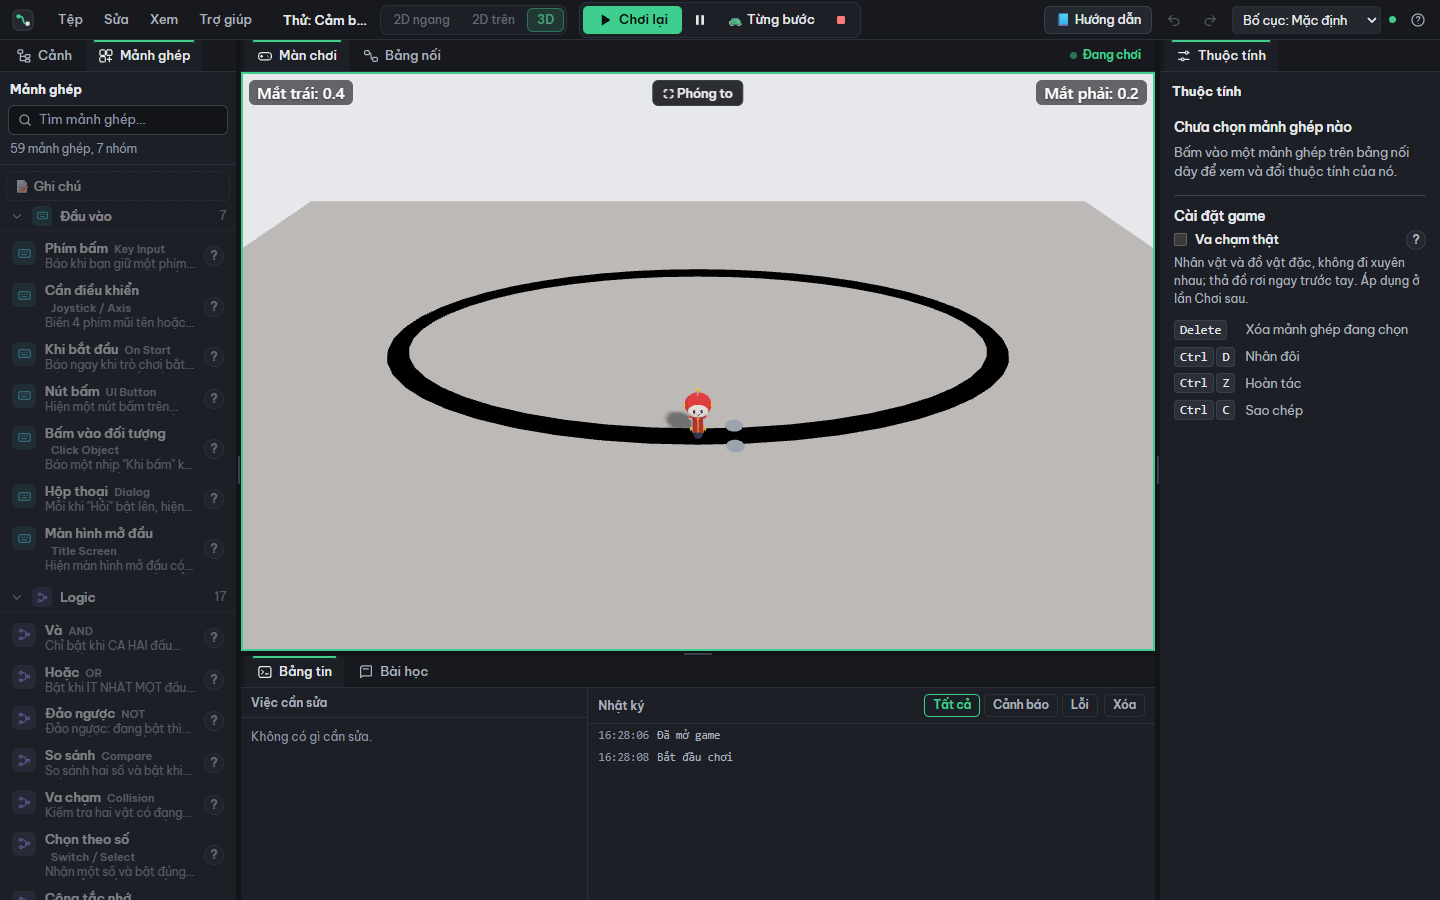 Tệp Sửa Xem Trợ giúp Thử: Cảm b... 2D ngang 2D trên 3D Chơi lại Từng bước Hướng dẫn Bố cục: Mặc định
Cảnh Mảnh ghép
Màn chơi Bảng nối Đang chơi
Thuộc tính
Mảnh ghép
Tìm mảnh ghép...
59 mảnh ghép, 7 nhóm
Ghi chú
Đầu vào 7
Phím bấm Key Input ?
Báo khi bạn giữ một phím...
Cần điều khiển
Joystick / Axis ?
Biến 4 phím mũi tên hoặc...
Khi bắt đầu On Start ?
Báo ngay khi trò chơi bắt...
Nút bấm UI Button ?
Hiện một nút bấm trên...
Bấm vào đối tượng
Click Object ?
Báo một nhịp "Khi bấm" k...
Hộp thoại Dialog ?
Mỗi khi "Hỏi" bật lên, hiện...
Màn hình mở đầu
Title Screen ?
Hiện màn hình mở đầu có...
Logic 17
Và AND ?
Chỉ bật khi CẢ HAI đầu...
Hoặc OR ?
Bật khi ÍT NHẤT MỘT đầu...
Đảo ngược NOT ?
Đảo ngược: đang bật thì...
So sánh Compare ?
So sánh hai số và bật khi...
Va chạm Collision ?
Kiểm tra hai vật có đang...
Chọn theo số
Switch / Select ?
Nhận một số và bật đúng...
Công tắc nhớ
Mắt trái: 0.4
Phóng to
Mắt phải: 0.2
Bảng tin Bài học
Việc cần sửa
Không có gì cần sửa.
Nhật ký Tất cả Cảnh báo Lỗi Xóa
16:28:06 Đã mở game
16:28:08 Bắt đầu chơi
Thuộc tính
Chưa chọn mảnh ghép nào
Bấm vào một mảnh ghép trên bảng nối
dây để xem và đổi thuộc tính của nó.
Cài đặt game
Va chạm thật ?
Nhân vật và đồ vật đặc, không đi xuyên
nhau; thả đồ rơi ngay trước tay. Áp dụng ở
lần Chơi sau.
Delete Xóa mảnh ghép đang chọn
Ctrl D Nhân đôi
Ctrl Z Hoàn tác
Ctrl C Sao chép